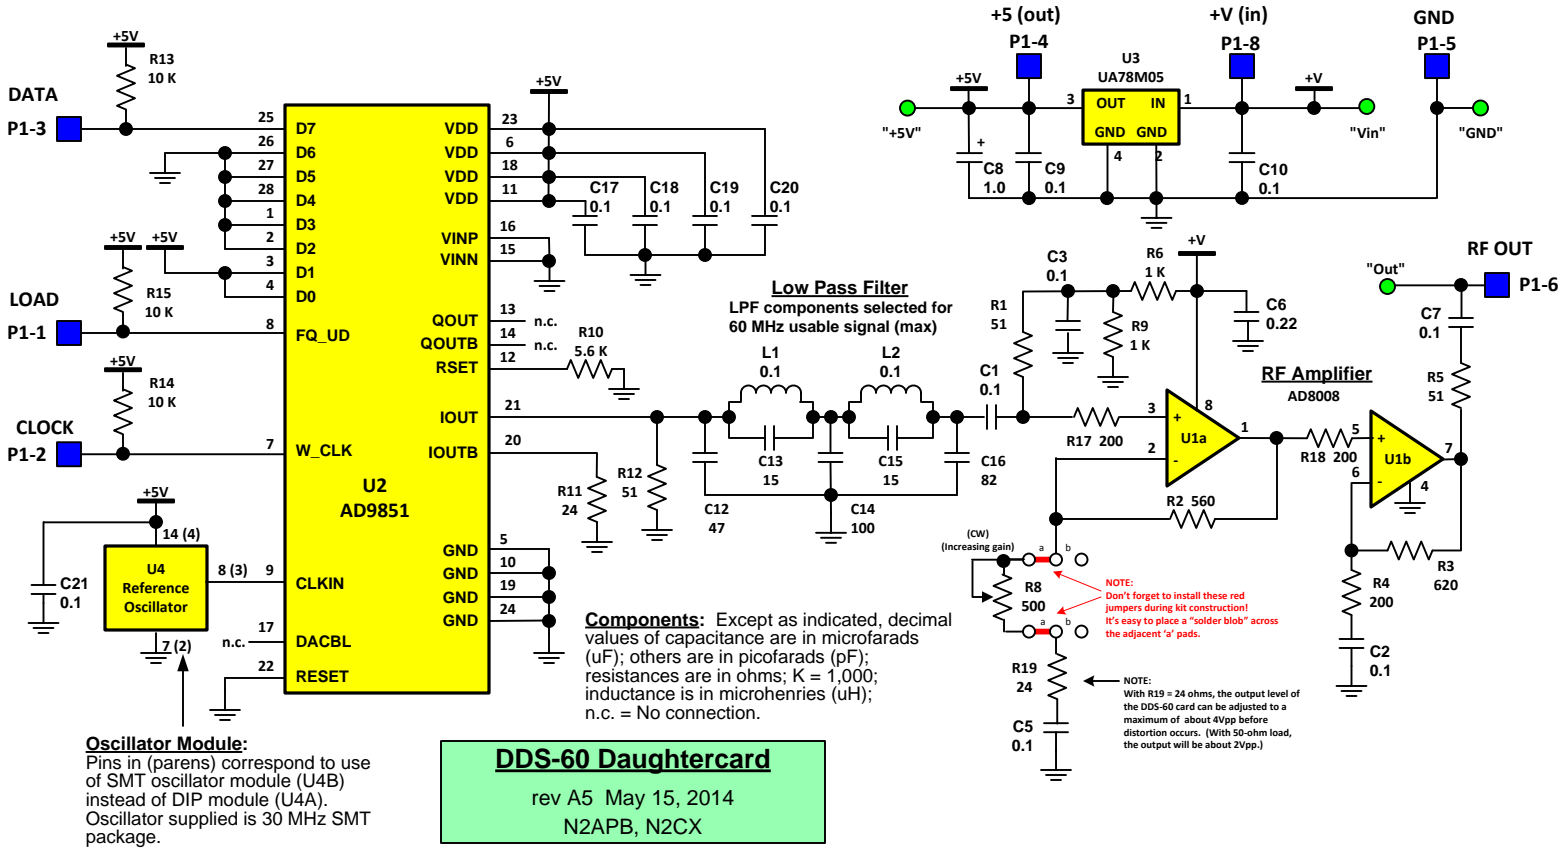 +5V
R13
10 K
DATA
P1-3
25
26
27
28
1
2
3
4
D7
D6
D5
D4
D3
D2
D1
D0
+5V
+5V
R15
10 K
LOAD
P1-1
8
FQ_UD
+5V
R14
10 K
CLOCK
P1-2
7
W_CLK
U2
AD9851
+5V
14 (4)
U4
Reference
Oscillator
8 (3)
9
CLKIN
C21
0.1
7 (2)
n.c.
17
DACBL
22
RESET
Oscillator Module:
Pins in (parens) correspond to use
of SMT oscillator module (U4B)
instead of DIP module (U4A).
Oscillator supplied is 30 MHz SMT
package.
+5V
VDD
23
VDD
6
VDD
18
VDD
11
VINP
16
VINN
15
C17
0.1
C18
0.1
C19
0.1
C20
0.1
QOUT
13
n.c.
QOUTB
14
n.c.
RSET
12
R10
5.6 K
IOUT
21
IOUTB
20
R11
24
R12
51
GND
5
GND
10
GND
19
GND
24
Low Pass Filter
LPF components selected for
60 MHz usable signal (max)
L1
0.1
L2
0.1
C13
15
C15
15
C12
47
C14
100
C16
82
C1
0.1
Components: Except as indicated, decimal
values of capacitance are in microfarads
(uF); others are in picofarads (pF);
resistances are in ohms; K = 1,000;
inductance is in microhenries (uH);
n.c. = No connection.
DDS-60 Daughtercard
rev A5 May 15, 2014
N2APB, N2CX
+5 (out)
P1-4
+V (in)
P1-8
GND
P1-5
U3
UA78M05
+5V
"+5V"
3
OUT
IN
1
GND
GND
4
2
+V
"Vin"
"GND"
+
C8
1.0
C9
0.1
C10
0.1
C3
0.1
R6
1 K
+V
R1
51
R9
1 K
C6
0.22
RF OUT
"Out"
P1-6
C7
0.1
R5
51
RF Amplifier
AD8008
R17 200
3
+
2
-
U1a
8
1
R18 200
5
+
6
-
U1b
7
4
R2 560
R3
620
R4
200
C2
0.1
(CW)
(Increasing gain)
a
b
R8
500
a
b
NOTE:
Don't forget to install these red
jumpers during kit construction!
It's easy to place a "solder blob" across
the adjacent 'a' pads.
R19
24
C5
0.1
NOTE:
With R19 = 24 ohms, the output level of
the DDS-60 card can be adjusted to a
maximum of about 4Vpp before
distortion occurs. (With 50-ohm load,
the output will be about 2Vpp.)